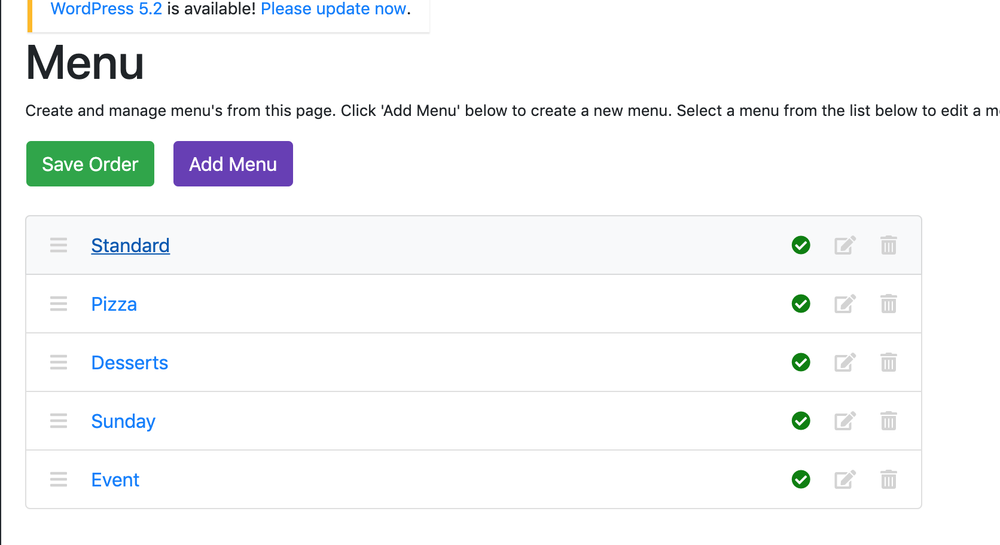 WordPress 5.2 is available! Please update now.
Menu
Create and manage menu's from this page. Click 'Add Menu' below to create a new menu. Select a menu from the list below to edit a
Save Order
Add Menu
Standard
Pizza
Desserts
Sunday
Event